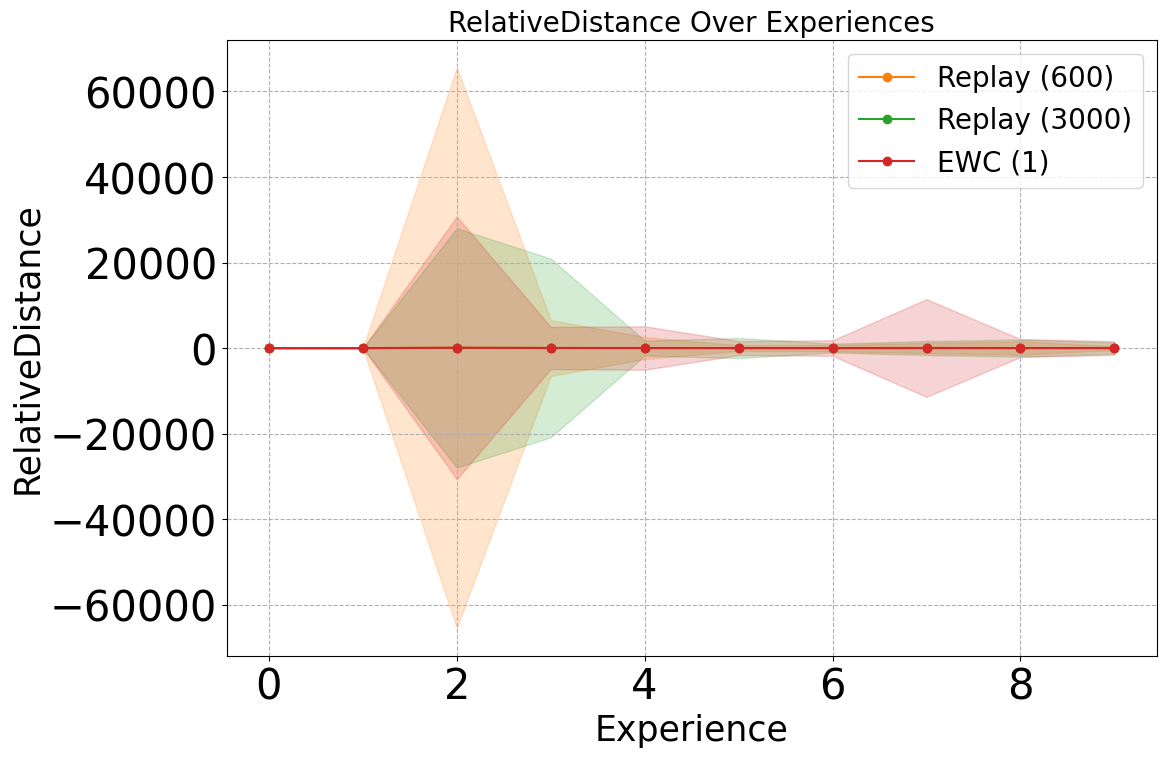 RelativeDistance Over Experiences
Replay (600)
Replay (3000)
EWC (1)
RelativeDistance
60000
40000
20000
0
−20000
−40000
−60000
0 2 4 6 8
Experience